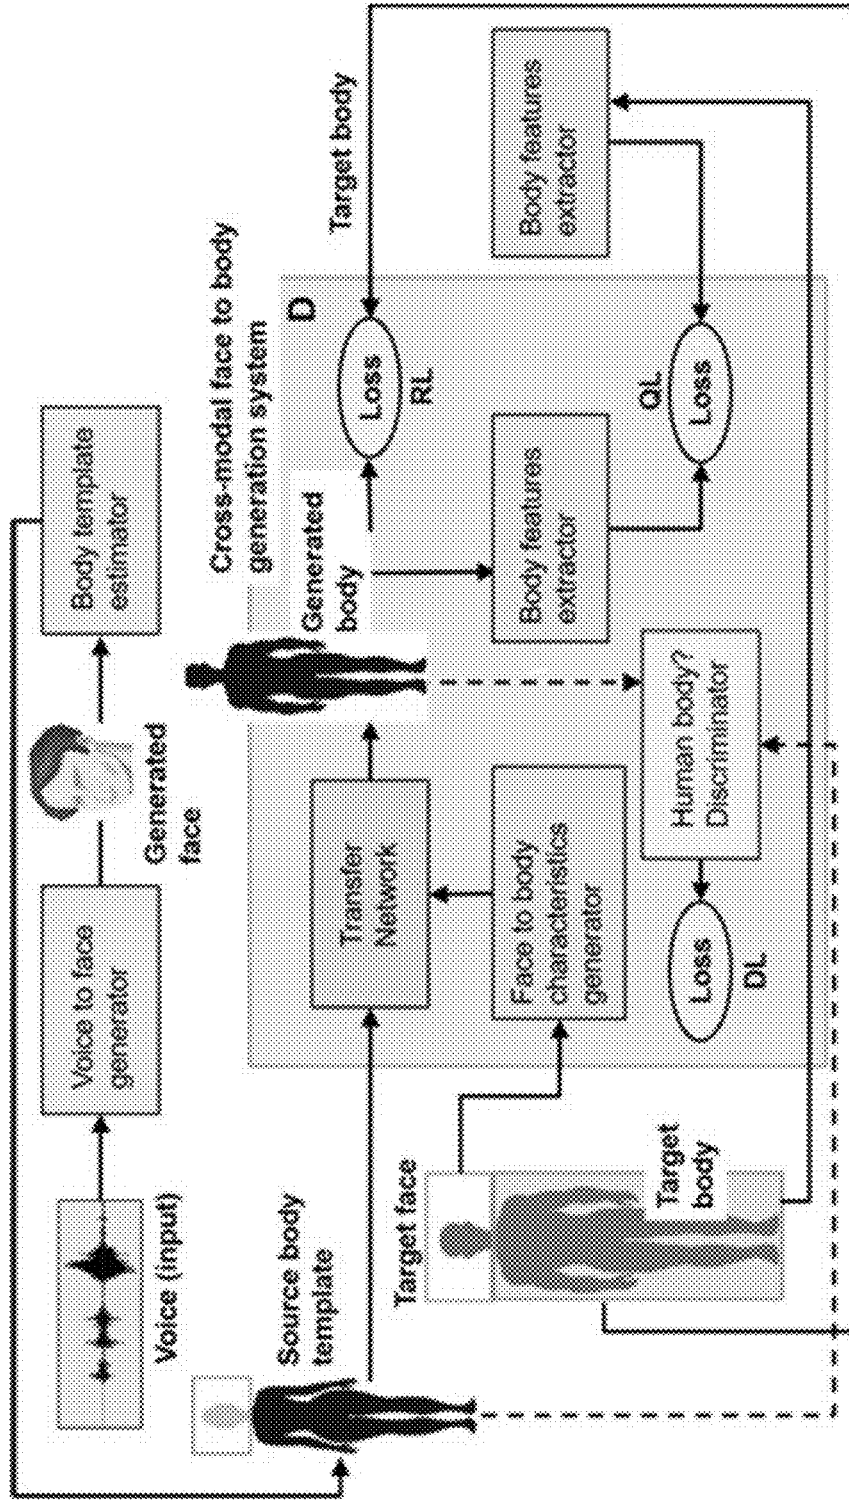 Voice (input)
Voice to face
generator
Generated
face
Body template
estimator
Source body
template
Cross-modal face to body
generation system
D
Target body
Transfer
Network
Generated
body
Loss
RL
Target face
Target
body
Face to body
characteristics
generator
Body features
extractor
Body features
extractor
Human body?
Discriminator
Loss
DL
QL
Loss